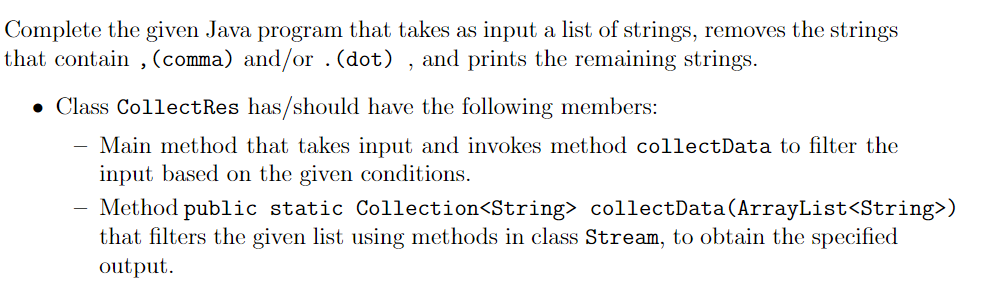 Complete the given Java program that takes as input a list of strings, removes the strings
that contain ,(comma) and/or .(dot) , and prints the remaining strings.
• Class CollectRes has/should have the following members:
– Main method that takes input and invokes method collectData to filter the
input based on the given conditions.
– Method public static Collection<String> collectData(ArrayList<String>)
that filters the given list using methods in class Stream, to obtain the specified
output.